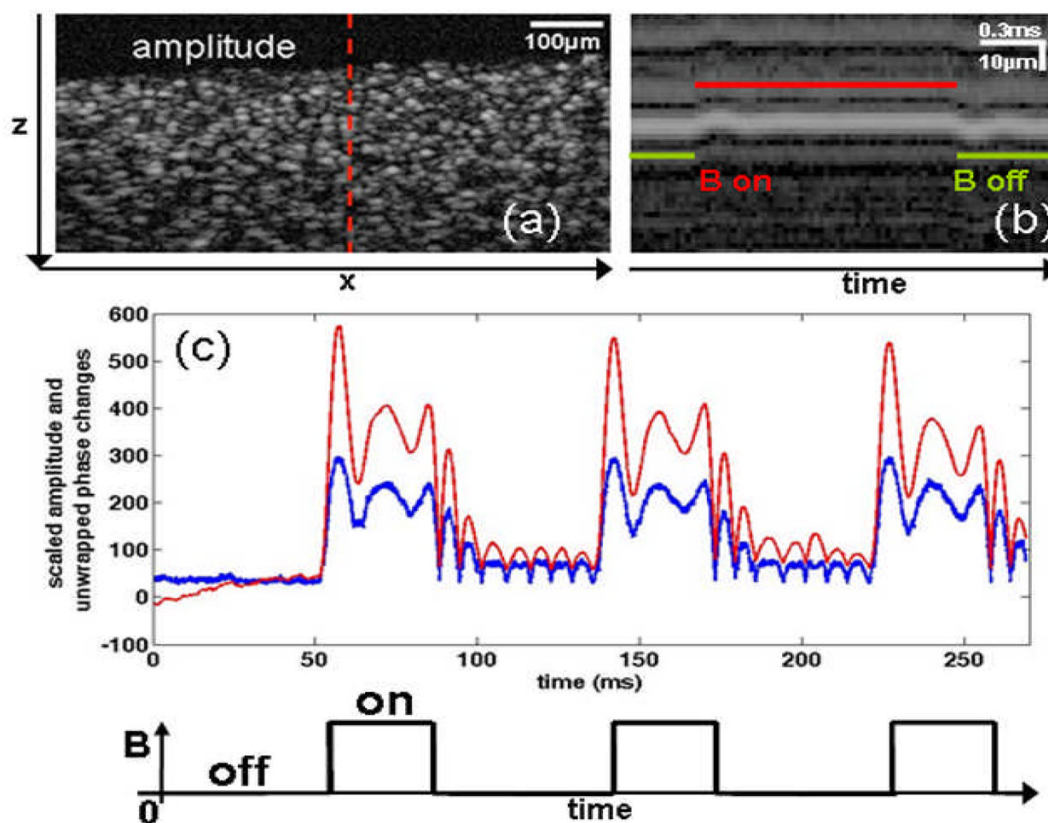 amplitude
100μm
z
(a)
x
0.3ms
10μm
B on
B off
(b)
time
600
500
400
300
200
100
0
-100
scaled amplitude and
unwrapped phase changes
(c)
0 50 100 150 200 250
time (ms)
on
B
off
0
time